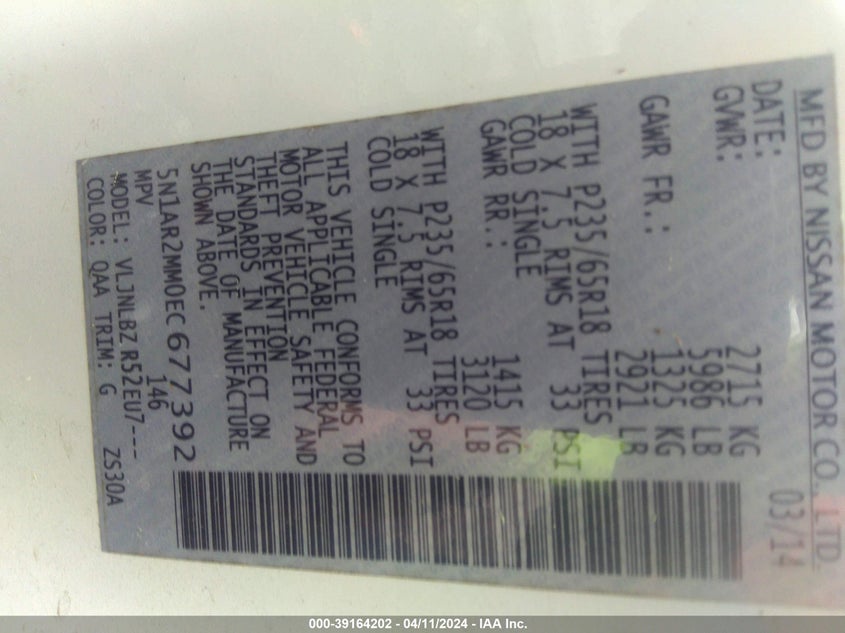 MFD BY NISSAN MOTOR CO., LTD.
DATE: 03/14
GVWR: 2715 KG
5986 LB
GAWR FR.: 1325 KG
2921 LB
WITH P235/65R18 TIRES
18 X 7.5 RIMS AT 33 PSI
COLD SINGLE
GAWR RR.: 1415 KG
3120 LB
WITH P235/65R18 TIRES
18 X 7.5 RIMS AT 33 PSI
COLD SINGLE
THIS VEHICLE CONFORMS TO
ALL APPLICABLE FEDERAL
MOTOR VEHICLE SAFETY AND
THEFT PREVENTION
STANDARDS IN EFFECT ON
THE DATE OF MANUFACTURE
SHOWN ABOVE.
5N1AR2MM0EC677392
MPV 146
MODEL: VLJNLBZ R52EU7---
COLOR: QAA TRIM: G ZS30A
000-39164202 - 04/11/2024 - IAA Inc.